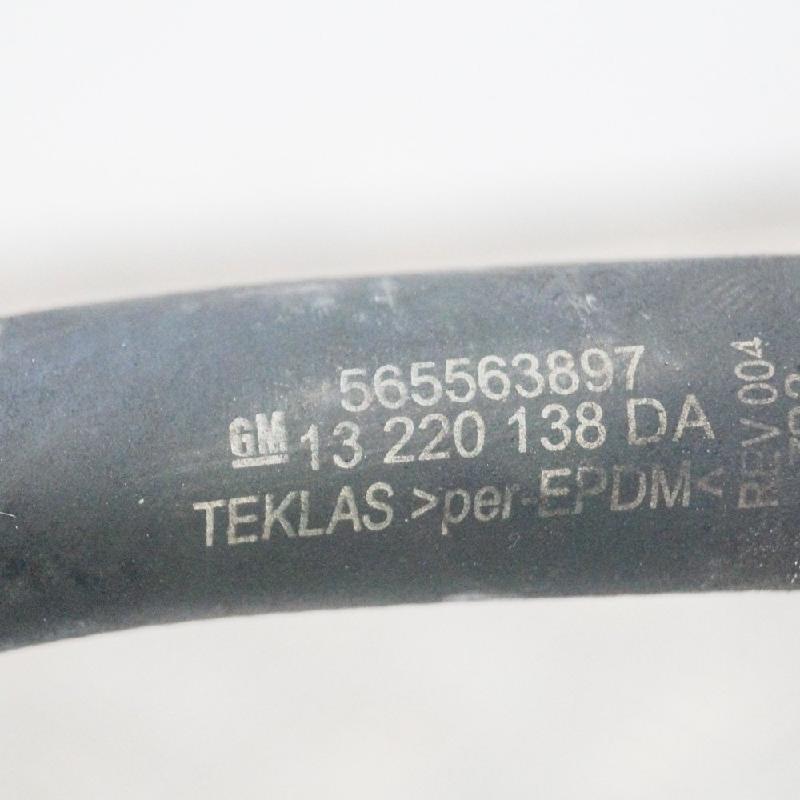 565563897
GM 13 220 138 DA
TEKLAS >per-EPDM<
REV 004